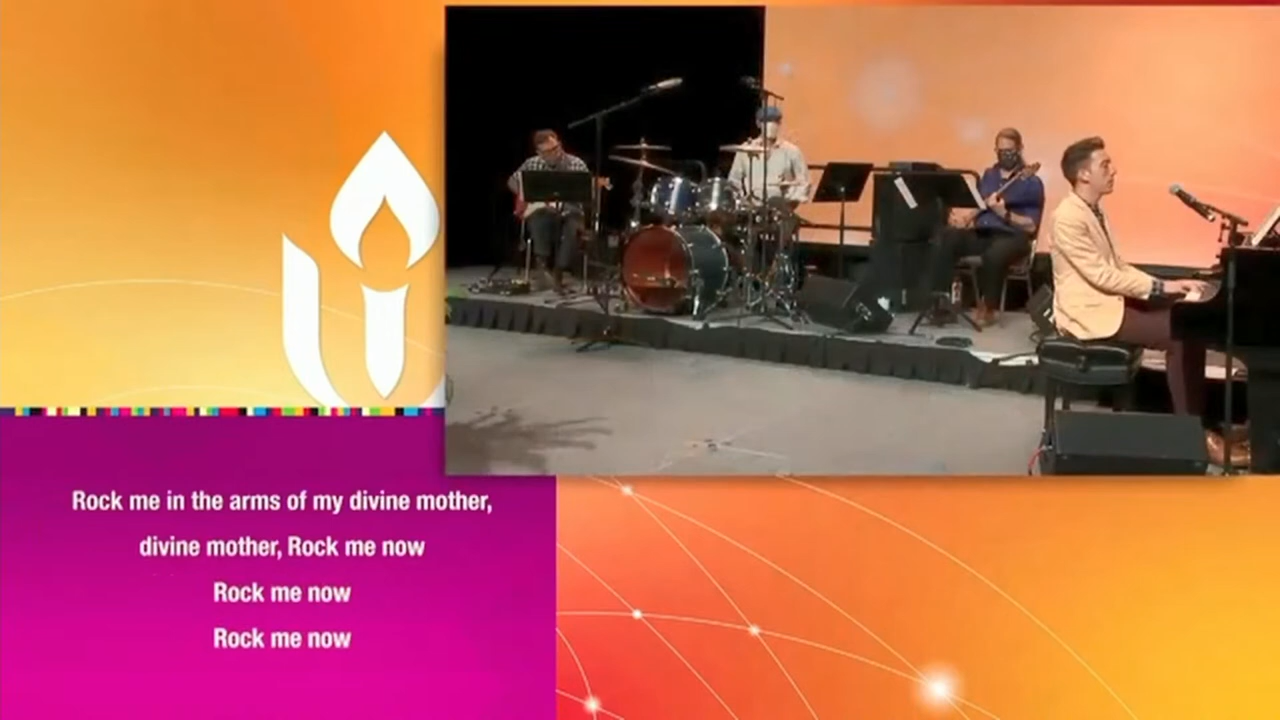 Rock me in the arms of my divine mother,
divine mother, Rock me now
Rock me now
Rock me now